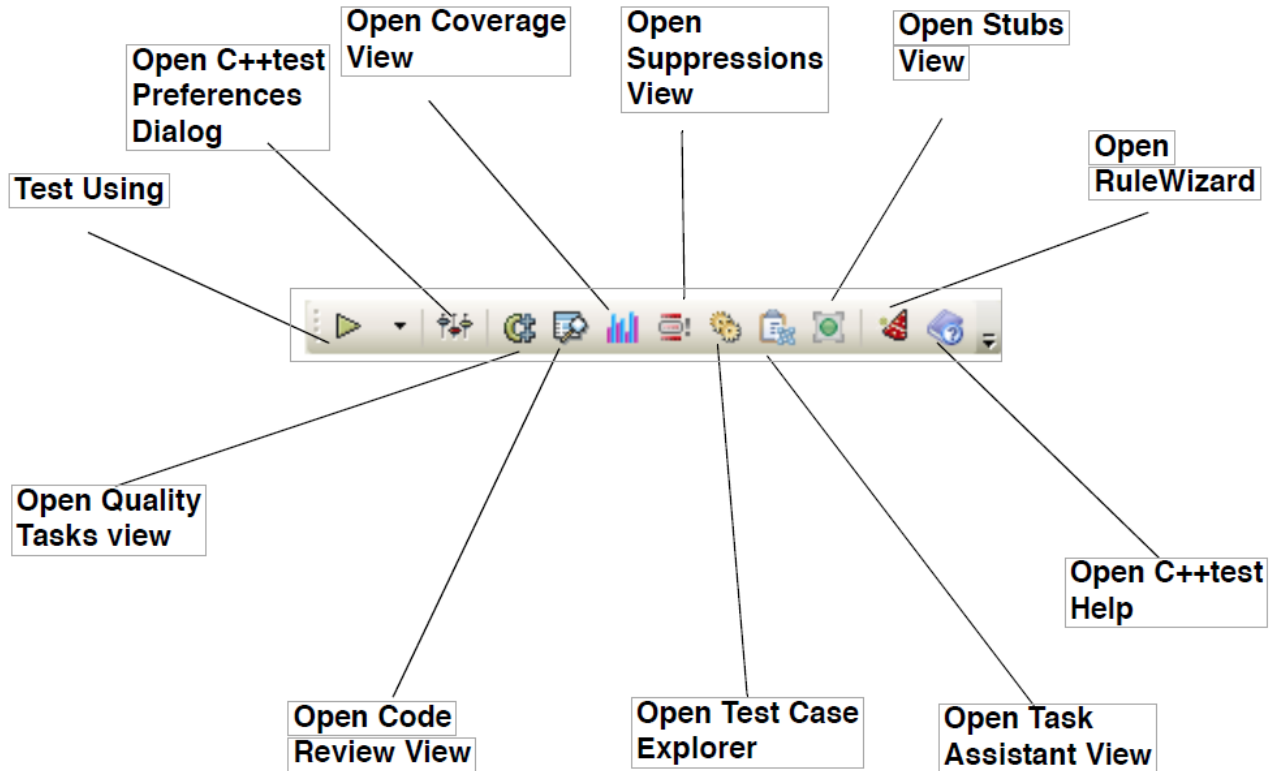 Open Coverage
View
Open
Suppressions
View
Open Stubs
View
Open C++test
Preferences
Dialog
Open
RuleWizard
Test Using
Open Quality
Tasks view
Open C++test
Help
Open Code
Review View
Open Test Case
Explorer
Open Task
Assistant View